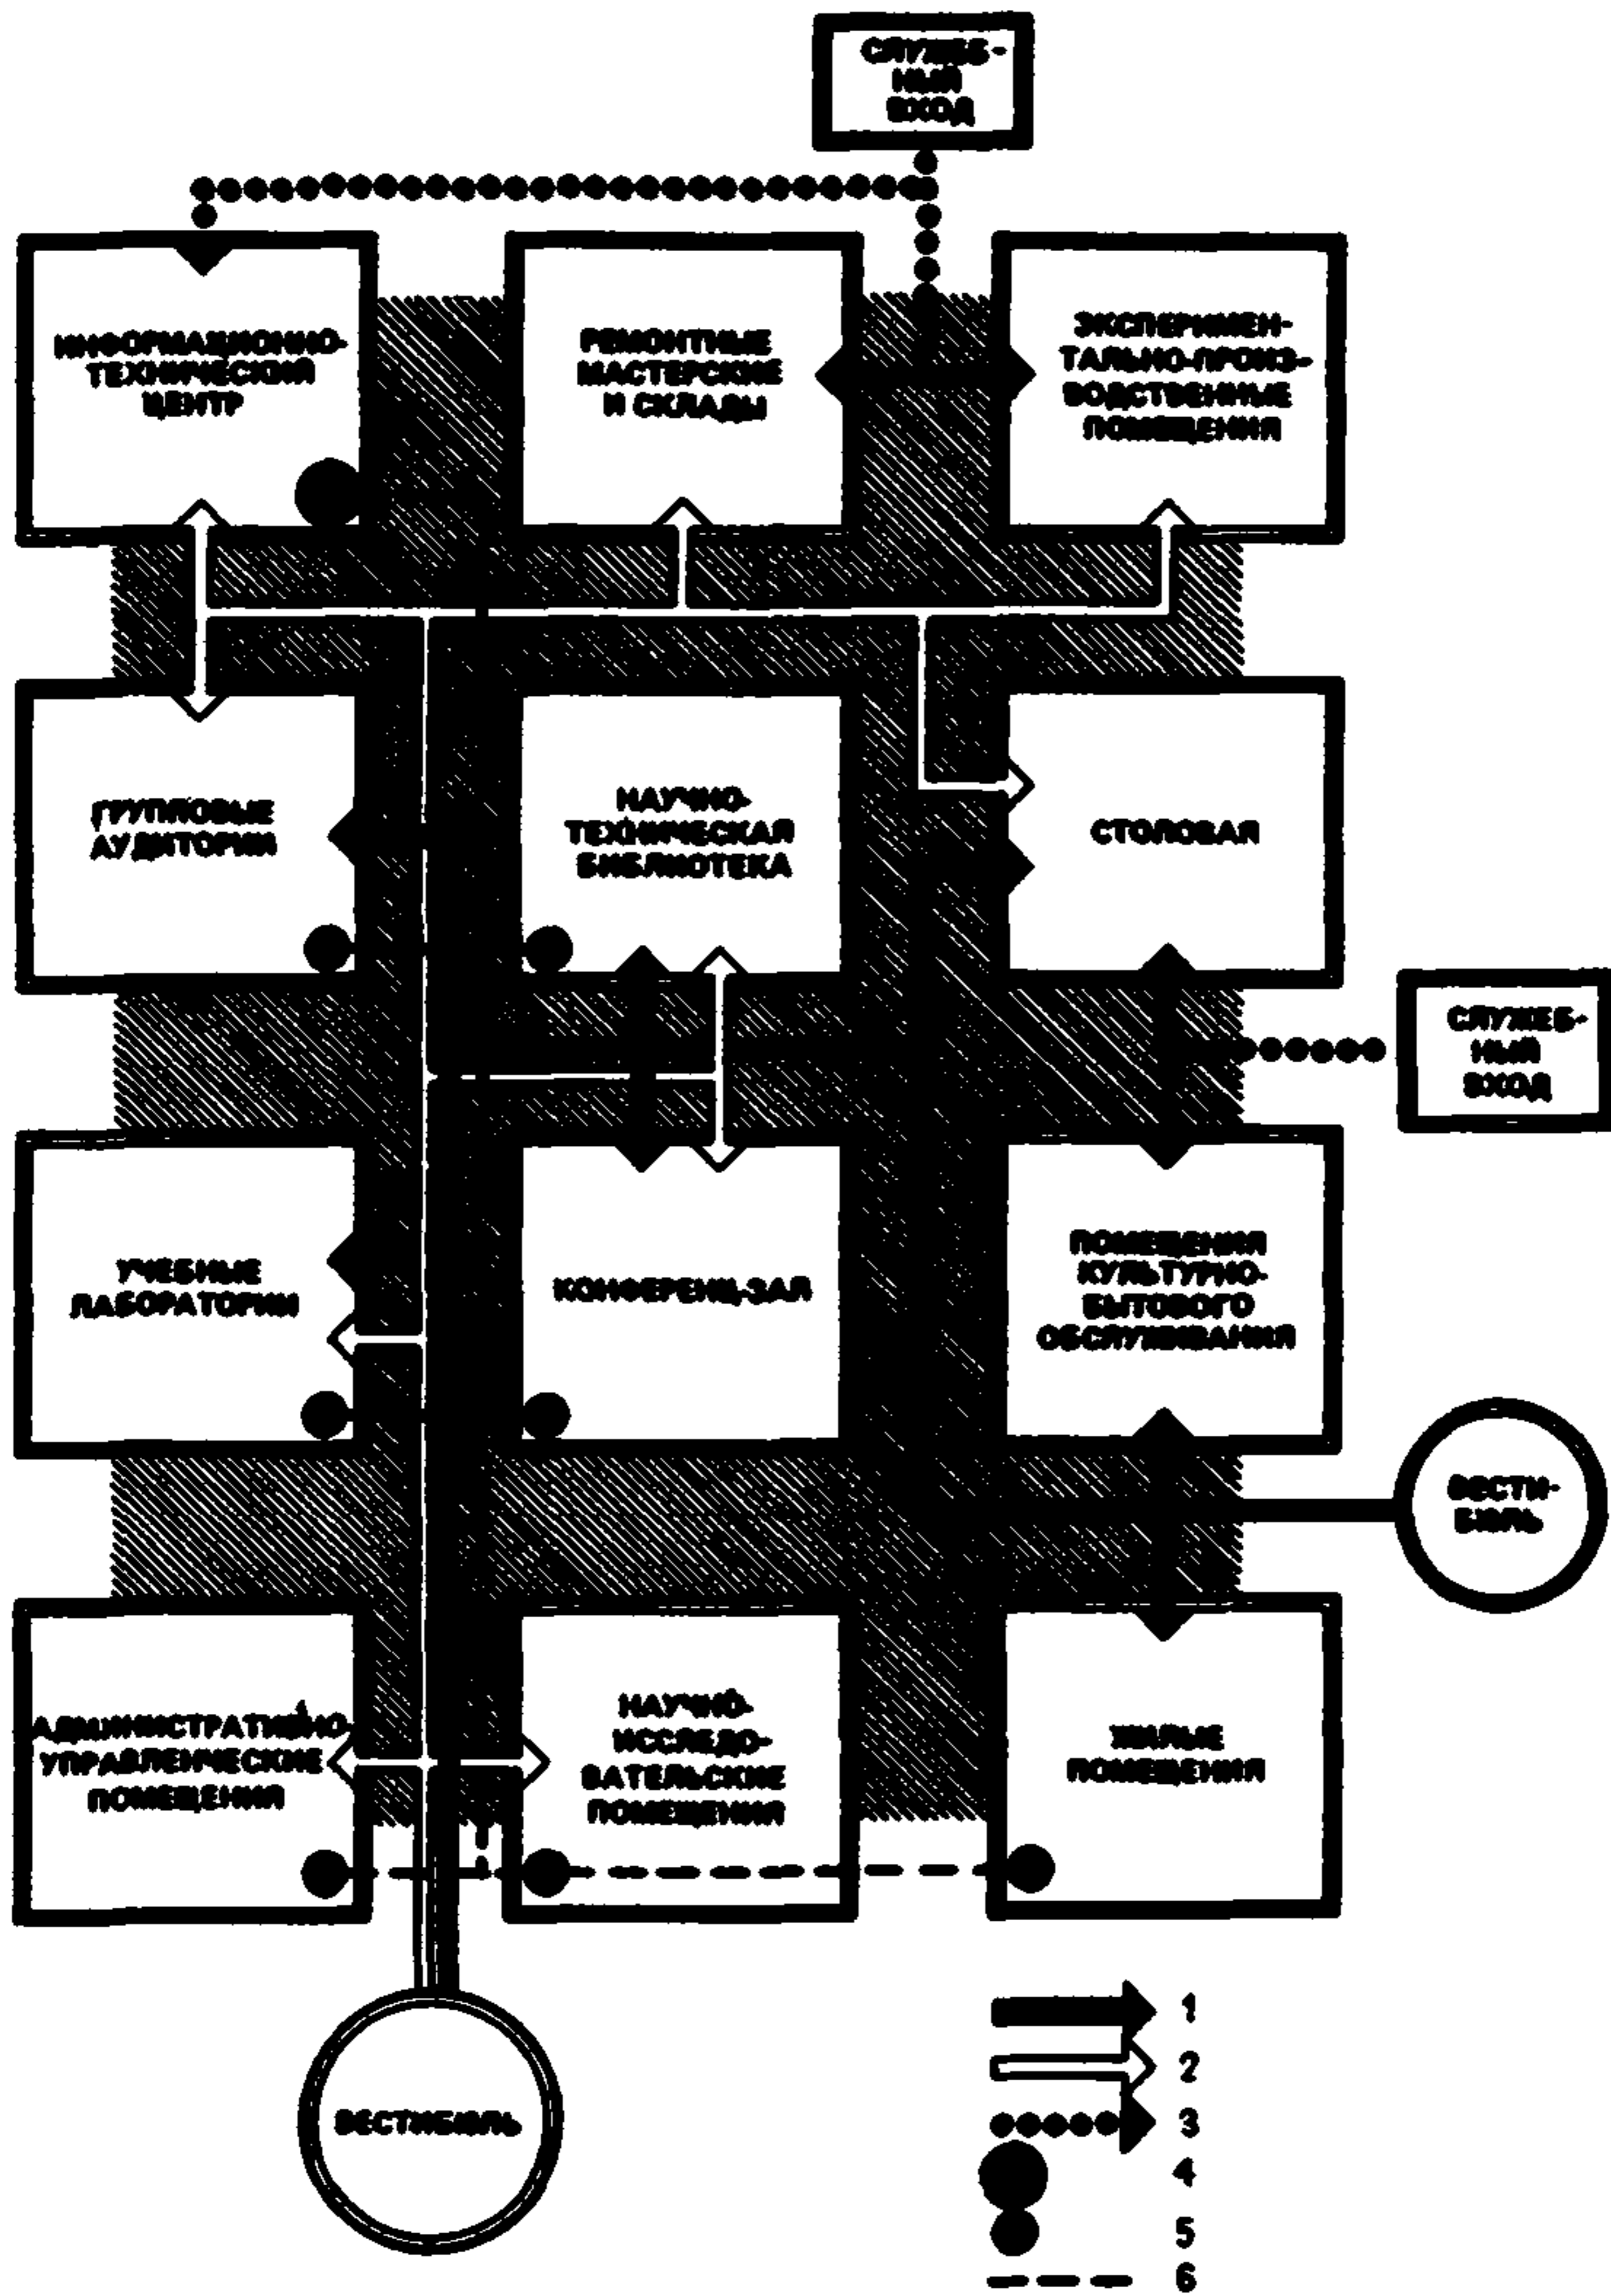 СЛУЖЕБ-
НЫЙ
ВХОД
ИНФОРМАЦИОННО-
ТЕХНИЧЕСКИЙ
ЦЕНТР
РЕМОНТНЫЕ
МАСТЕРСКИЕ
И СКЛАДЫ
ЭКСПЕРИМЕН-
ТАЛЬНО-ПРОИЗ-
ВОДСТВЕННЫЕ
ПОМЕЩЕНИЯ
ГРУППОВЫЕ
АУДИТОРИИ
НАУЧНО-
ТЕХНИЧЕСКАЯ
БИБЛИОТЕКА
СТОЛОВАЯ
СЛУЖЕБ-
НЫЙ
ВХОД
УЧЕБНЫЕ
ЛАБОРАТОРИИ
КОНФЕРЕНЦ-ЗАЛ
ПОМЕЩЕНИЯ
КУЛЬТУРНО-
БЫТОВОГО
ОБСЛУЖИВАНИЯ
ВЕСТИ-
БЮЛЬ
АДМИНИСТРАТИВНО-
УПРАВЛЕНЧЕСКИЕ
ПОМЕЩЕНИЯ
НАУЧНО-
ИССЛЕДО-
ВАТЕЛЬСКИЕ
ПОМЕЩЕНИЯ
ЖИЛЫЕ
ПОМЕЩЕНИЯ
ВЕСТИБЮЛЬ
1
2
3
4
5
6